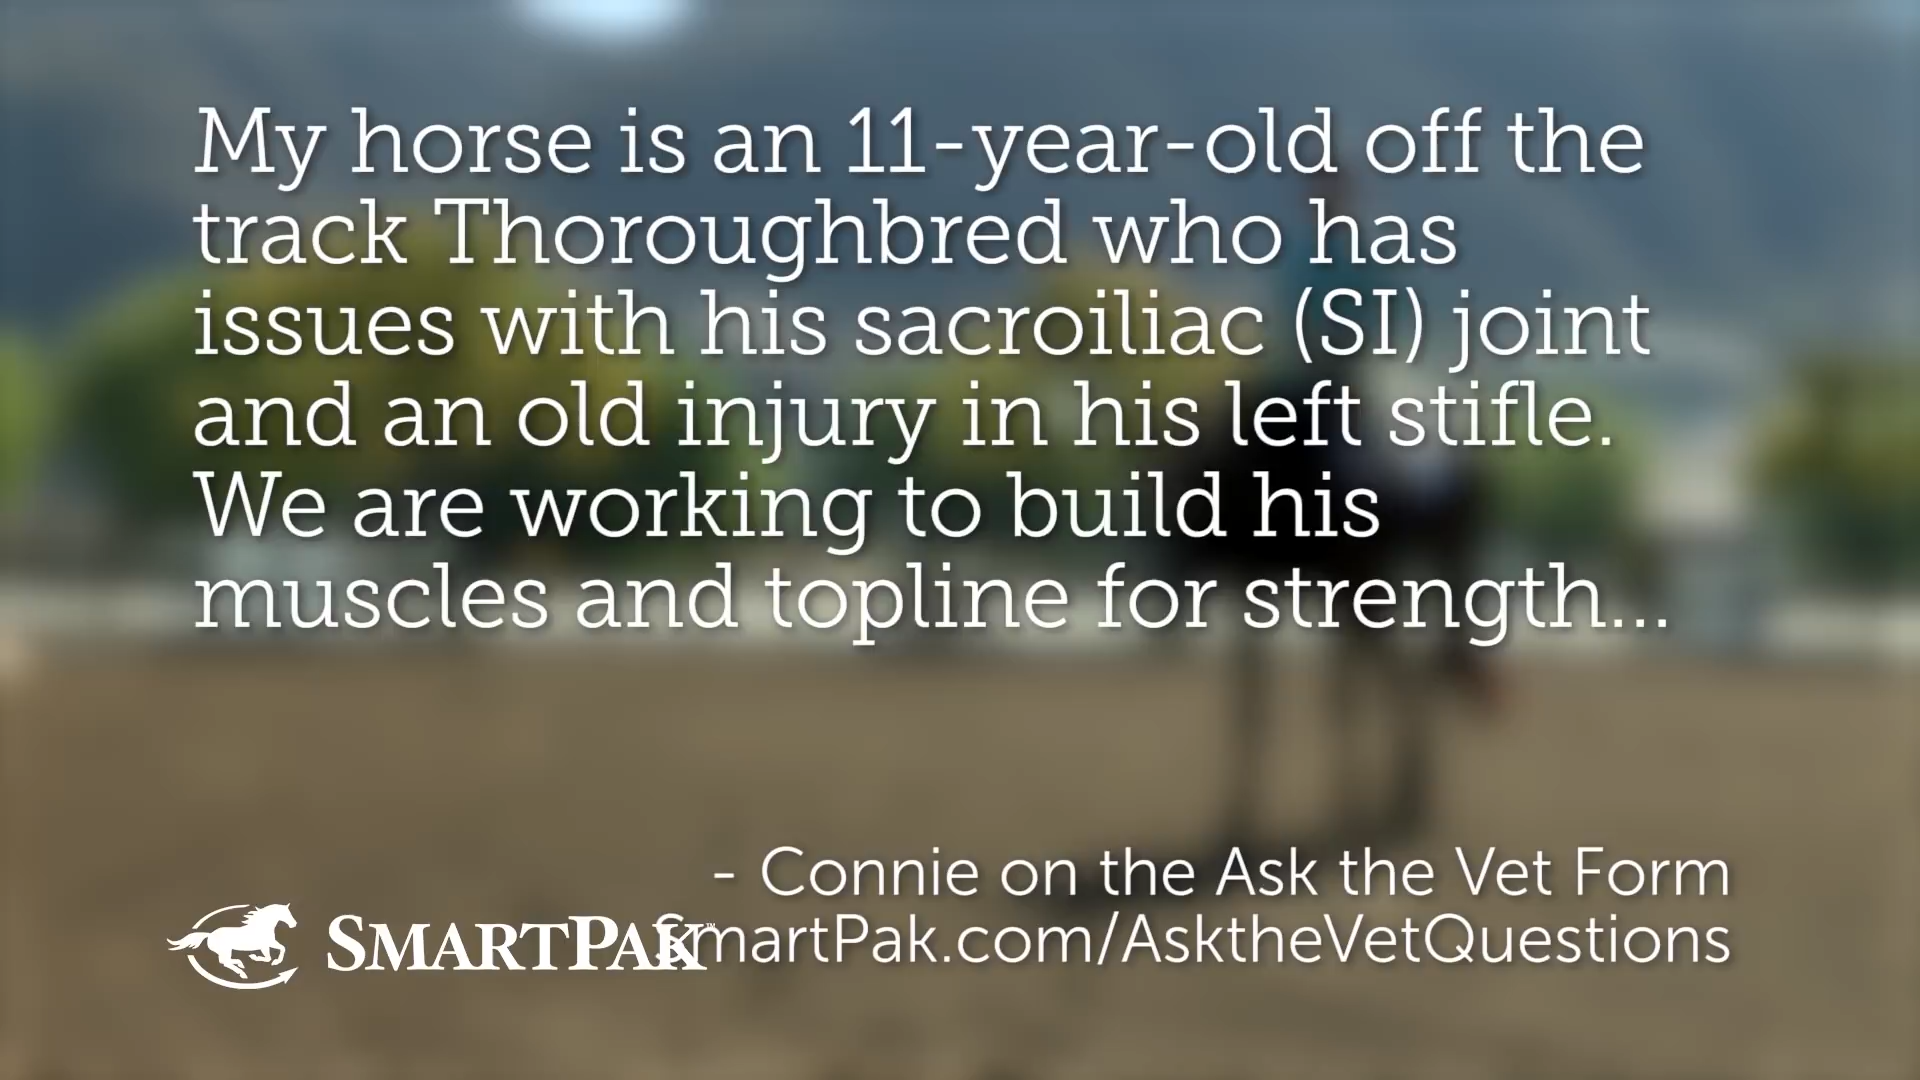 My horse is an 11-year-old off the
track Thoroughbred who has
issues with his sacroiliac (SI) joint
and an old injury in his left stifle.
We are working to build his
muscles and topline for strength...
- Connie on the Ask the Vet Form
SmartPak.com/AsktheVetQuestions
SMARTPAK™